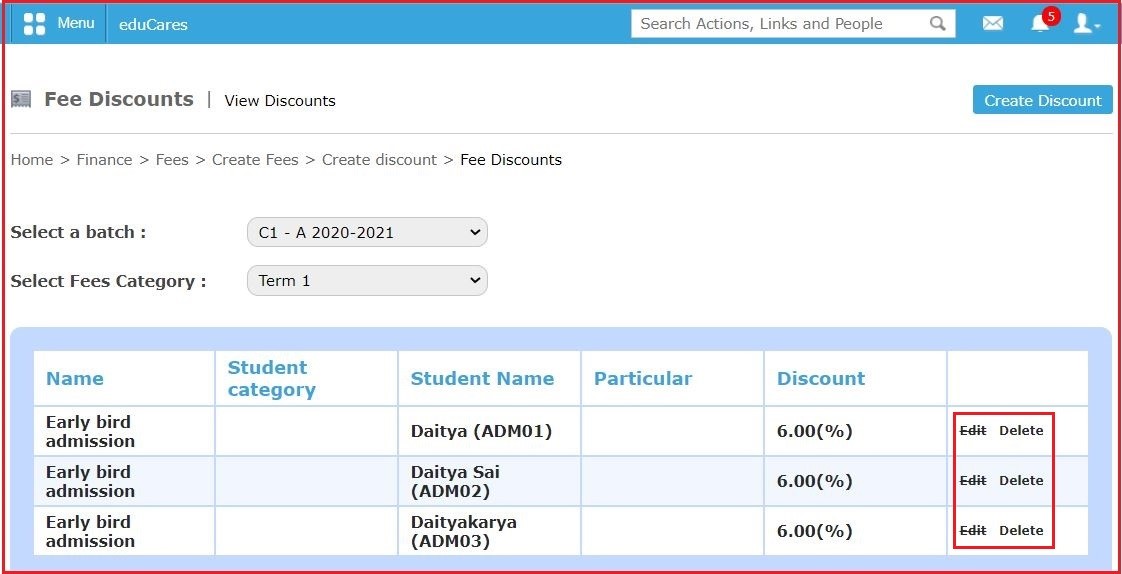 Menu eduCares Search Actions, Links and People 5
Fee Discounts | View Discounts Create Discount
Home > Finance > Fees > Create Fees > Create discount > Fee Discounts
Select a batch : C1 - A 2020-2021
Select Fees Category : Term 1
Name Student category Student Name Particular Discount
Early bird admission Daitya (ADM01) 6.00(%) Edit Delete
Early bird admission Daitya Sai (ADM02) 6.00(%) Edit Delete
Early bird admission Daityakarya (ADM03) 6.00(%) Edit Delete